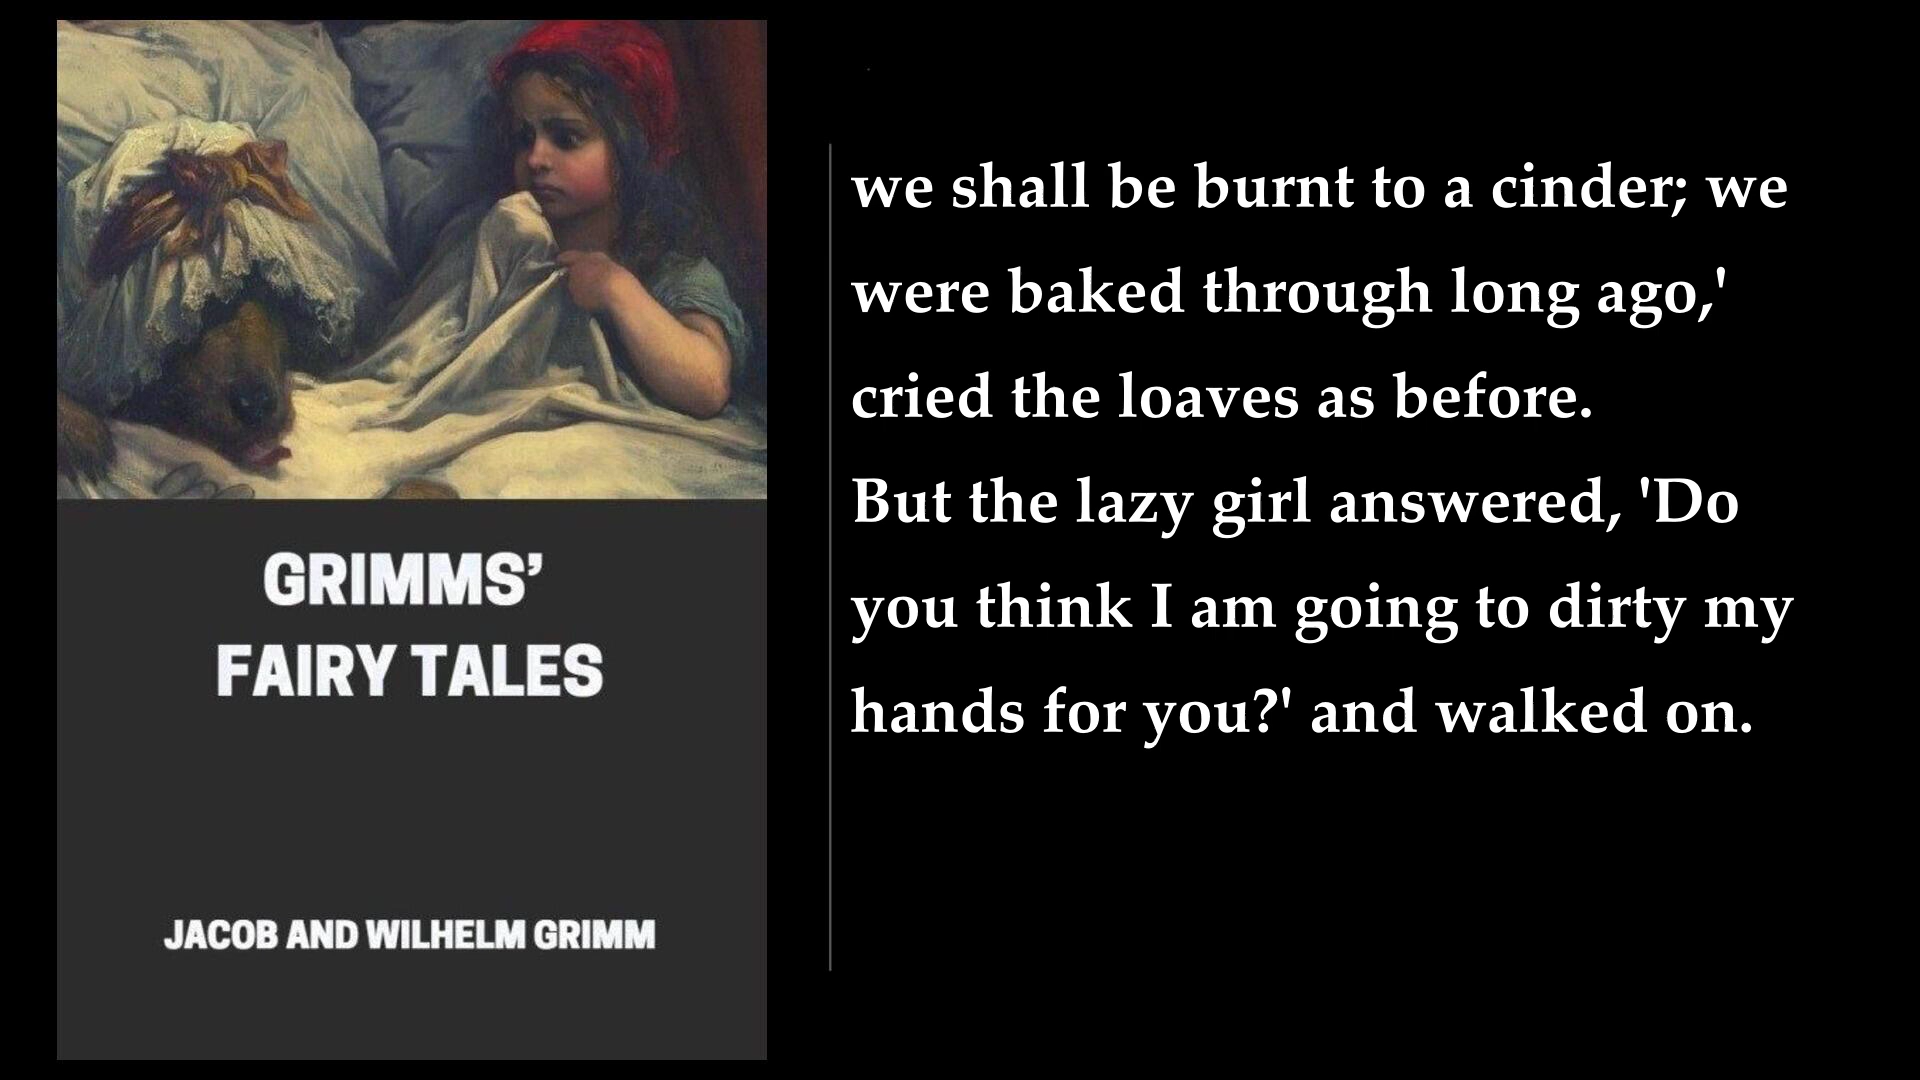 GRIMMS’
FAIRY TALES
JACOB AND WILHELM GRIMM
we shall be burnt to a cinder; we
were baked through long ago,'
cried the loaves as before.
But the lazy girl answered, 'Do
you think I am going to dirty my
hands for you?' and walked on.